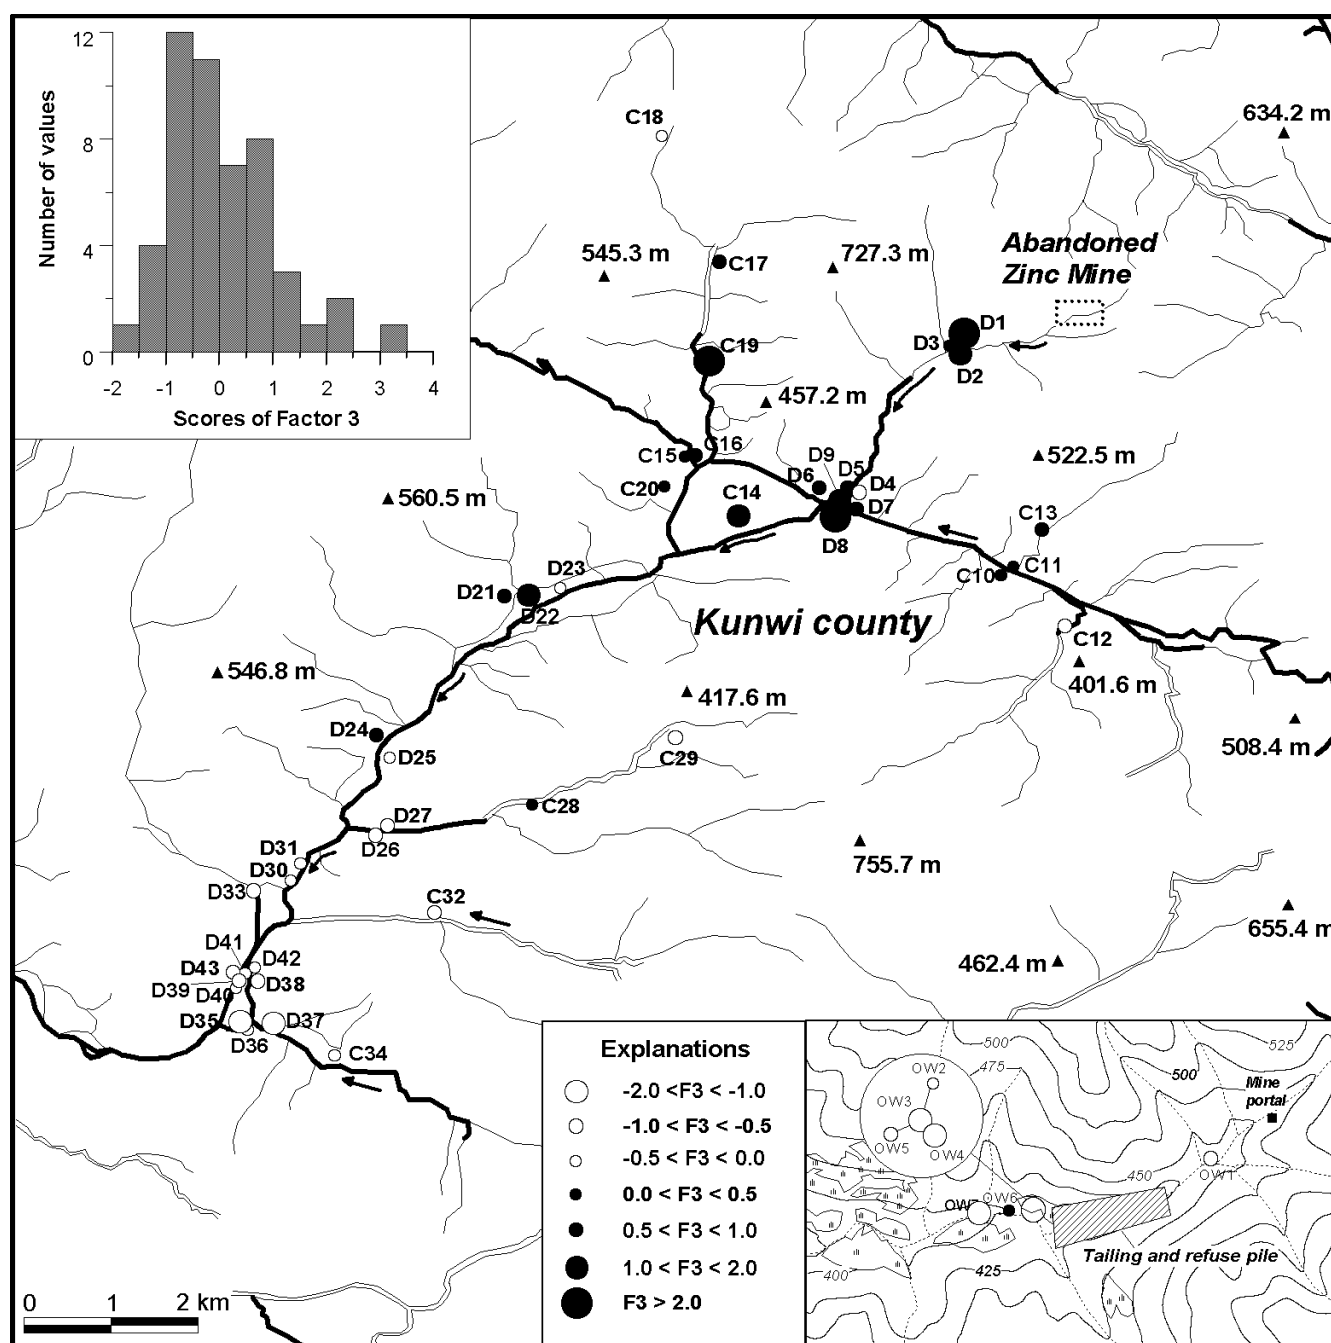 12
8
4
0
Number of values
-2
-1
0
1
2
3
4
Scores of Factor 3
C18
634.2 m
545.3 m
C17
727.3 m
Abandoned
Zinc Mine
C19
D1
D3
D2
457.2 m
C15
C16
D9
D5
522.5 m
C20
D6
D4
560.5 m
C14
D7
C13
D8
D23
C11
D21
C10
D22
Kunwi county
C12
546.8 m
401.6 m
417.6 m
508.4 m
D24
D25
C29
C28
D27
D26
755.7 m
D31
D30
D33
C32
655.4 m
D41
D42
D43
D38
462.4 m
D39
D40
D35
D37
D36
C34
Explanations
-2.0 <F3 < -1.0
-1.0 < F3 < -0.5
-0.5 < F3 < 0.0
0.0 < F3 < 0.5
0.5 < F3 < 1.0
1.0 < F3 < 2.0
F3 > 2.0
500
475
525
500
OW2
Mine
portal
OW3
OW5
OW4
450
OW1
OW6
Tailing and refuse pile
400
425
0 1 2 km